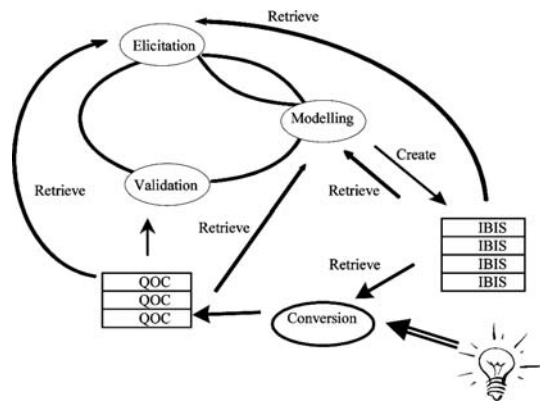 Retrieve
Elicitation
Modelling
Create
Validation
Retrieve
Retrieve
Retrieve
IBIS
IBIS
IBIS
IBIS
Retrieve
QOC
QOC
QOC
Conversion